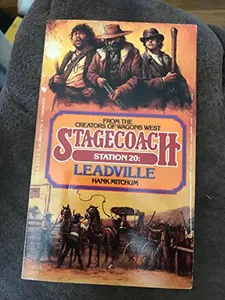 FROM THE
CREATORS OF WAGONS WEST
STAGECOACH
STATION 20:
LEADVILLE
HANK MITCHUM